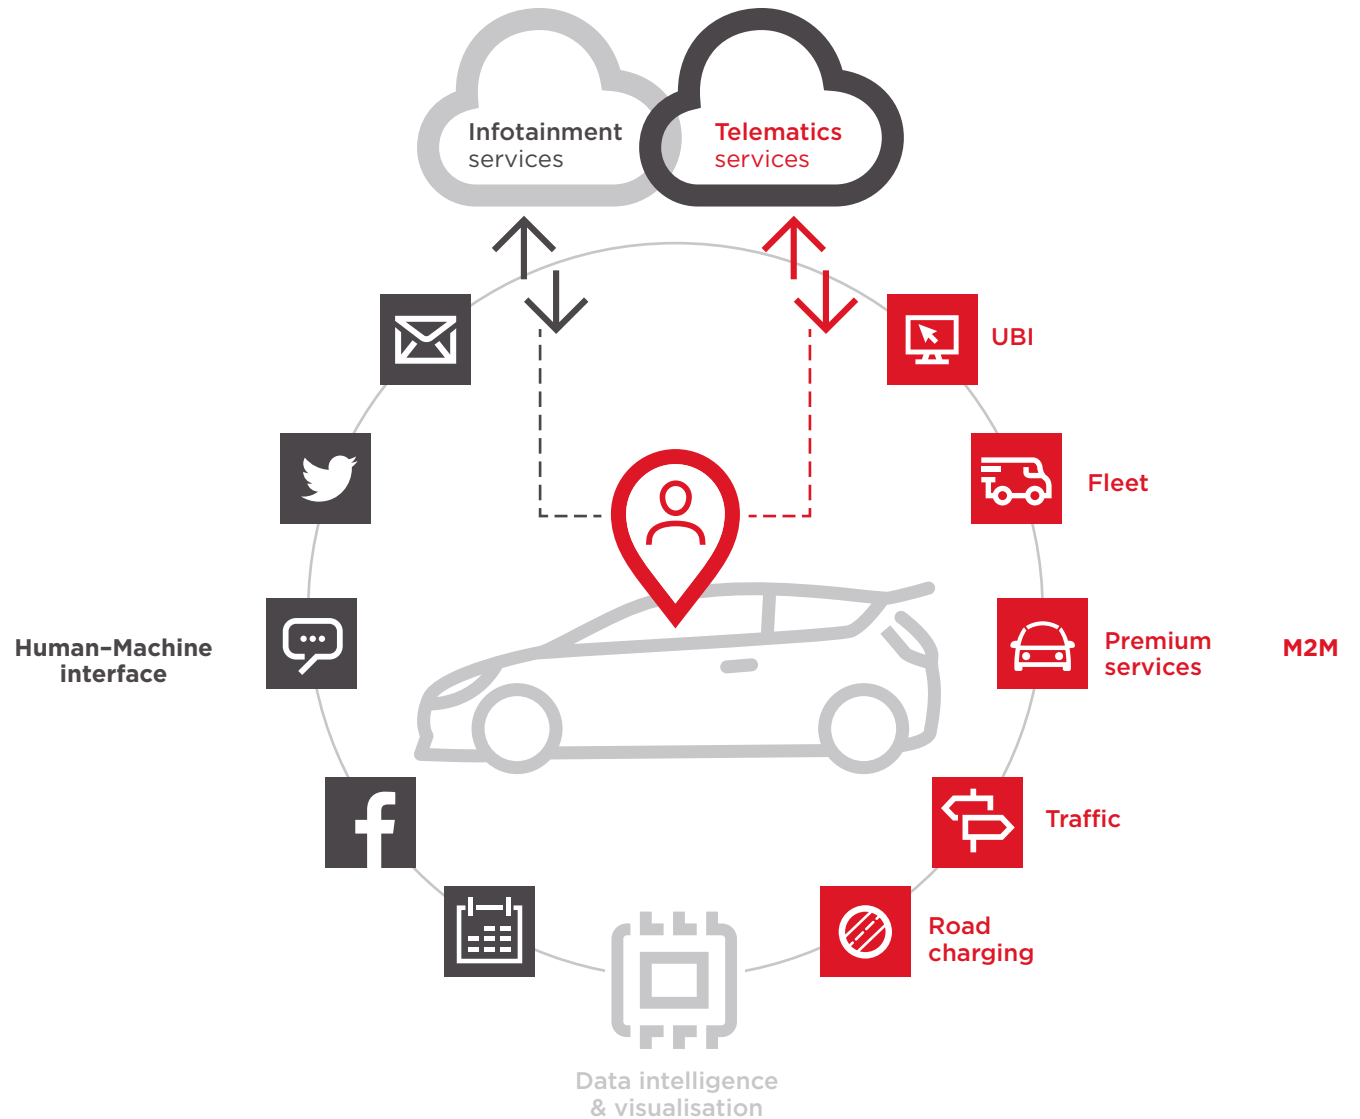 Infotainment
services
Telematics
services
UBI
Fleet
Human–Machine
interface
Premium
services
M2M
Traffic
Road
charging
Data intelligence
& visualisation